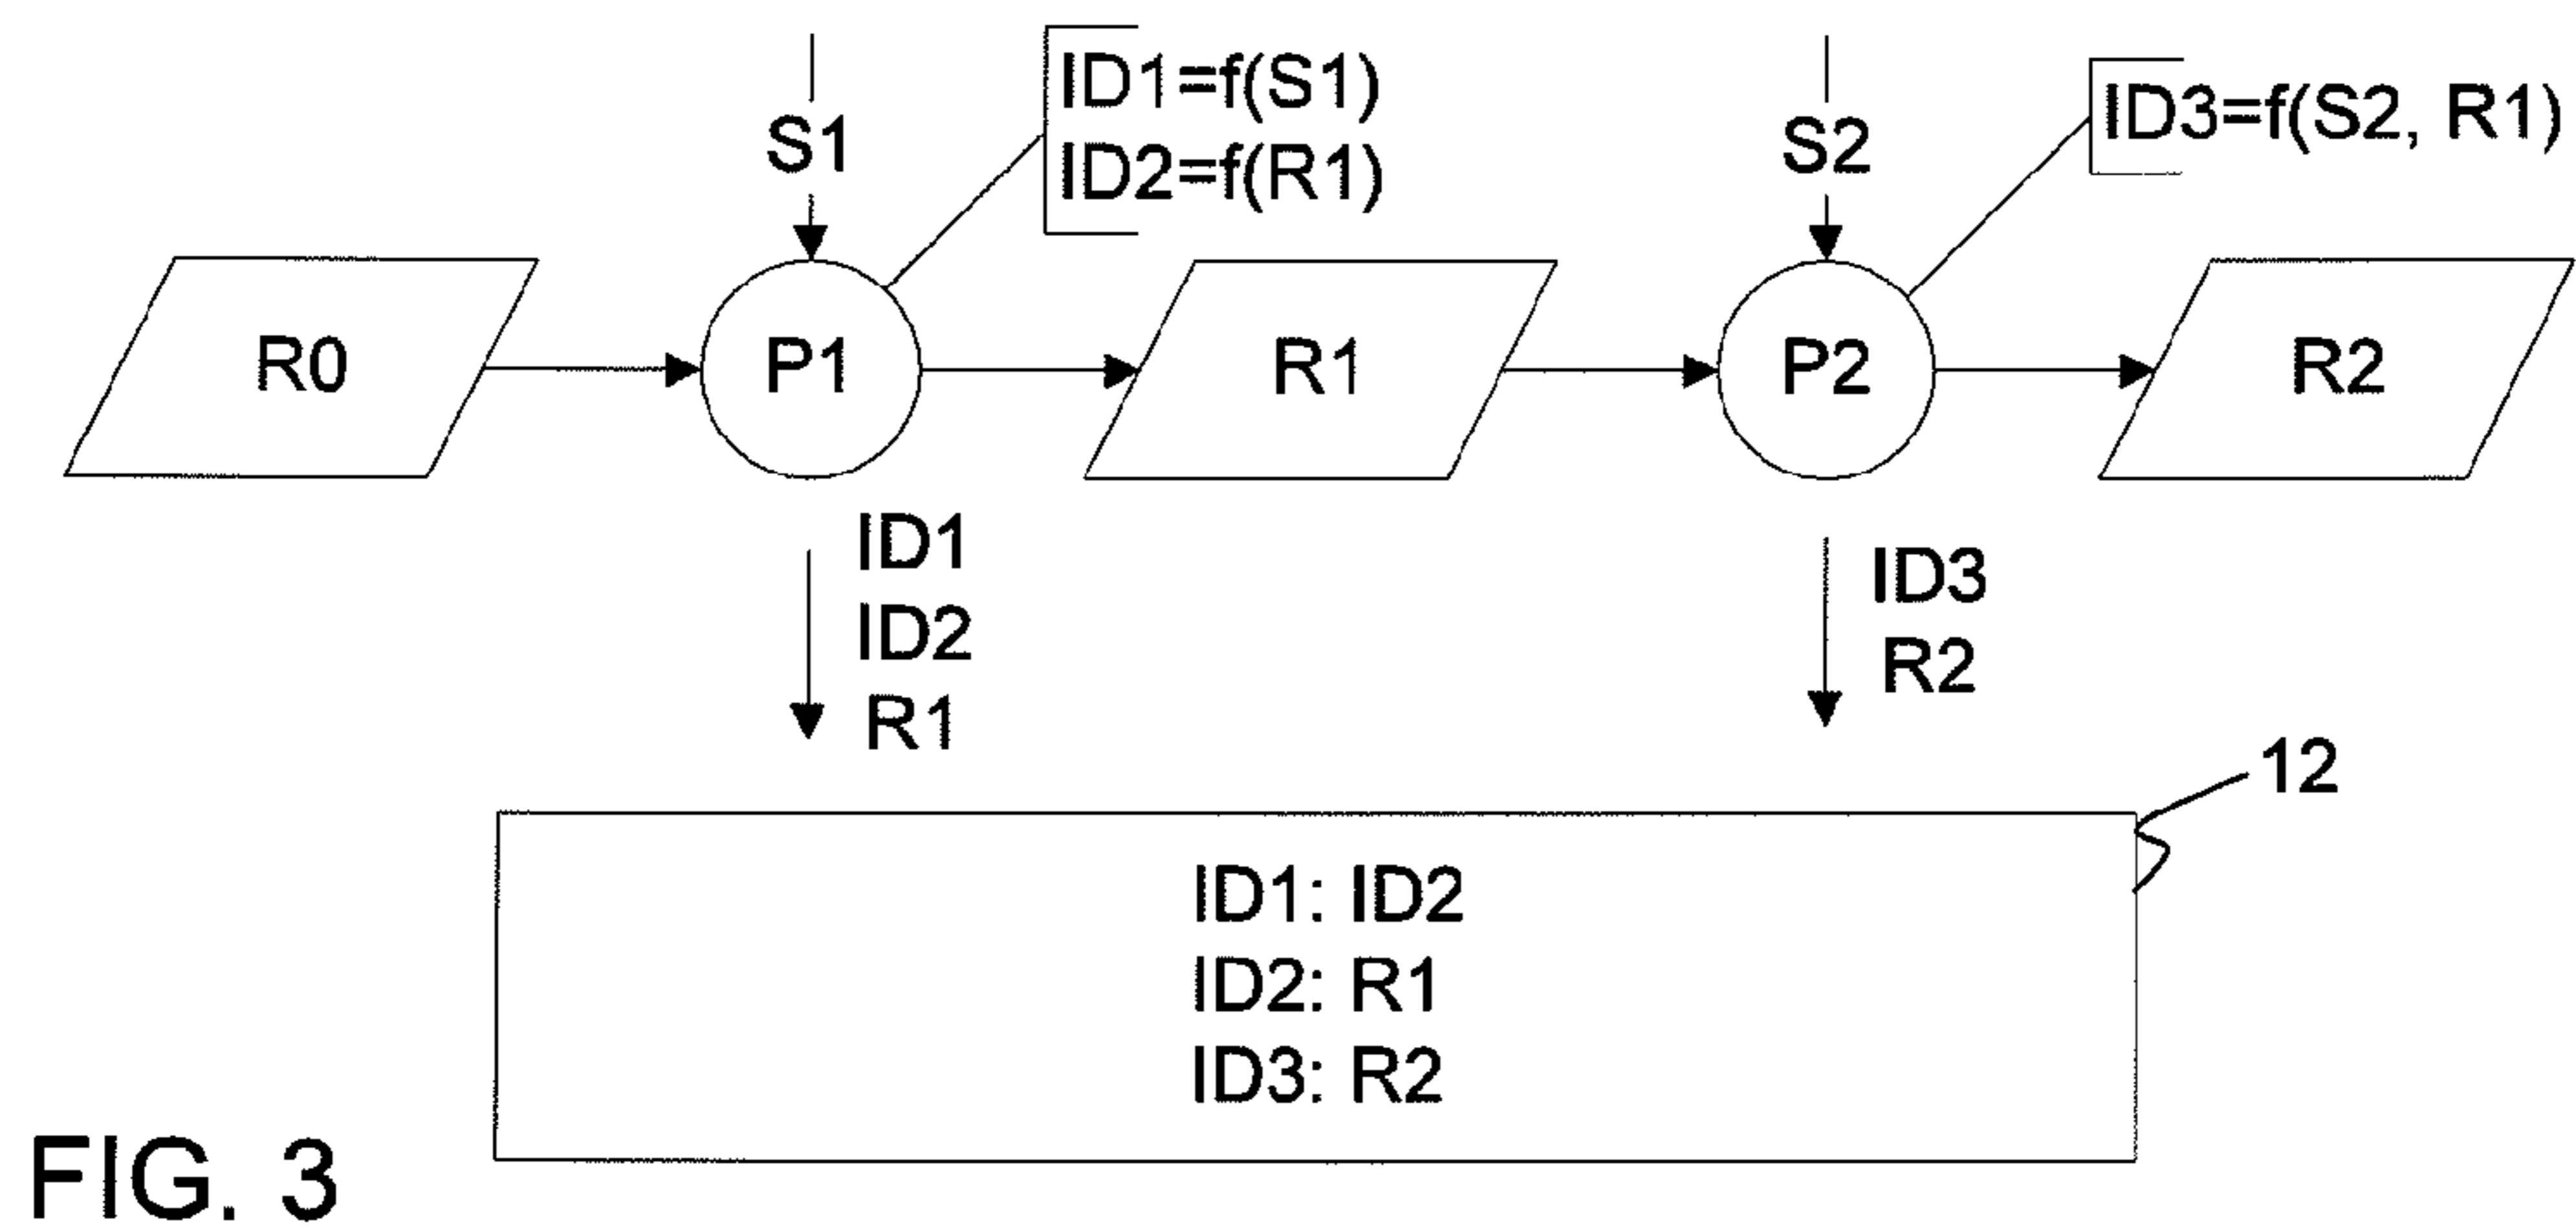 S1
ID1=f(S1)
ID2=f(R1)
S2
ID3=f(S2, R1)
R0
P1
R1
P2
R2
ID1
ID2
R1
ID3
R2
12
ID1: ID2
ID2: R1
ID3: R2
FIG. 3